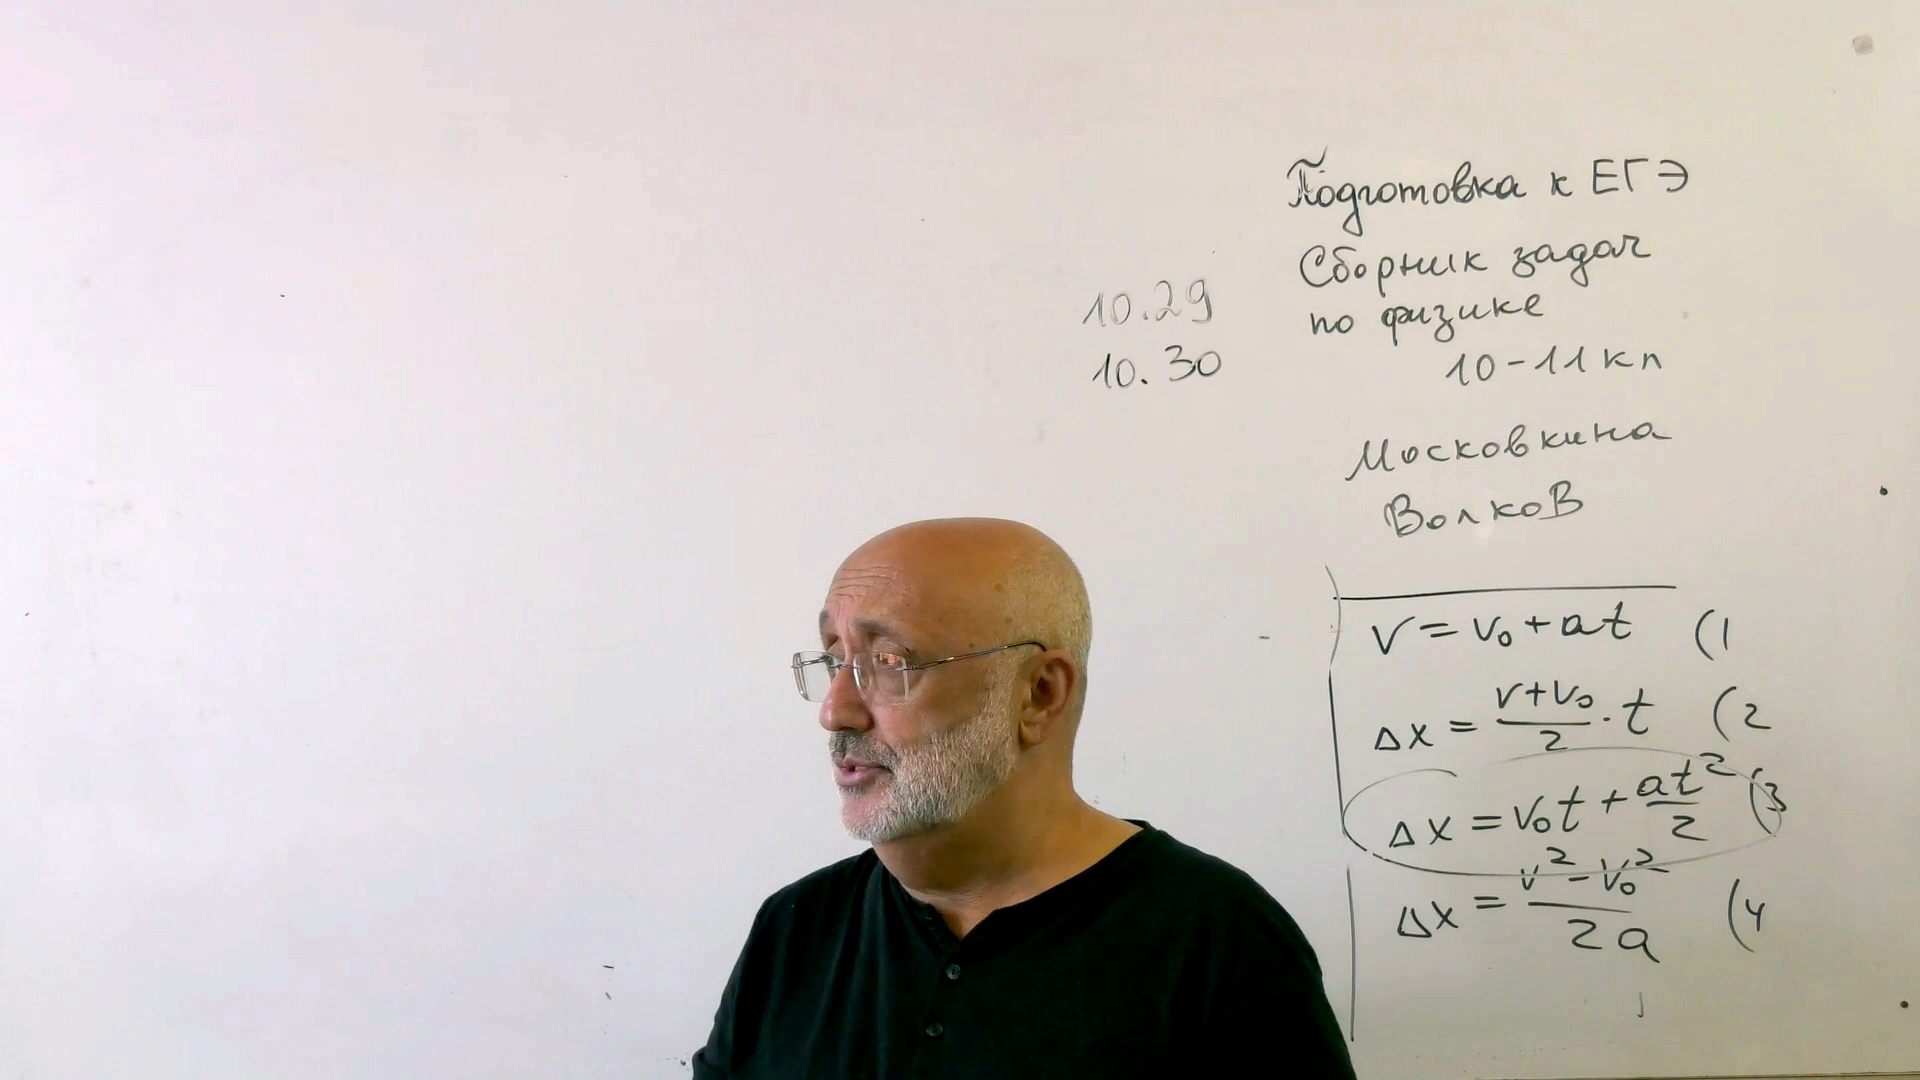 Подготовка к ЕГЭ
Сборник задач
по физике
10-11 кл
Московкина
Волков
10.29
10.30
v = v₀ + at (1
Δx = (v+v₀)/2 · t (2
Δx = v₀t + at²/2 (3
Δx = (v² - v₀²)/2a (4